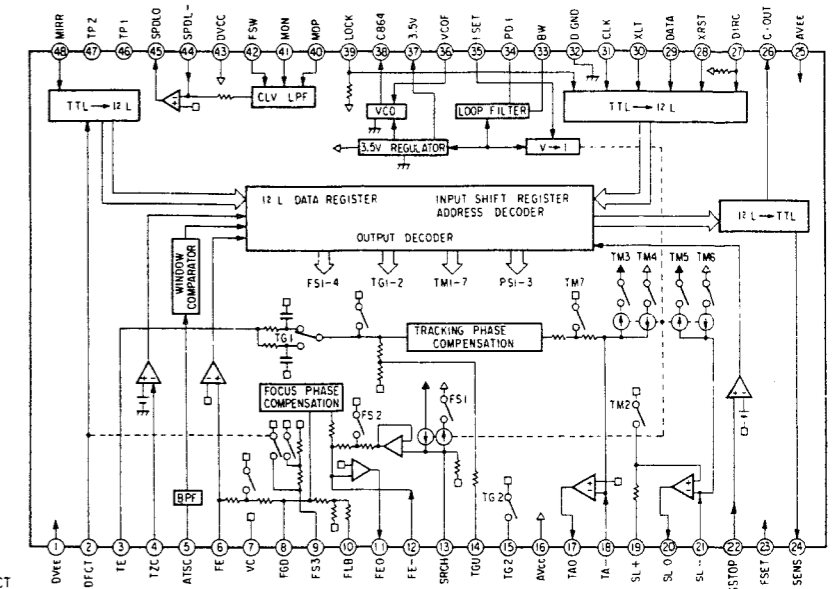 MIRR TP2 TP1 SPDLO SPDL- DVCC FSW MON MDP LOCK C864 3.5V VCOF ISET PDI BW D.GND CLK XLT DATA XRST DIRC C.OUT AVEE
48 47 46 45 44 43 42 41 40 39 38 37 36 35 34 33 32 31 30 29 28 27 26 25
TTL → I2L
CLV LPF
VCO
LOOP FILTER
TTL → I2L
3.5V REGULATOR
V → I
I2L DATA REGISTER
INPUT SHIFT REGISTER
ADDRESS DECODER
OUTPUT DECODER
I2L → TTL
WINDOW
COMPARATOR
FS1-4 TG1-2 TM1-7 PS1-3
TM7 TM3 TM4 TM5 TM6
TG1
TRACKING PHASE
COMPENSATION
FOCUS PHASE
COMPENSATION
FS2
FS1
TM2
BPF
TG2
1 2 3 4 5 6 7 8 9 10 11 12 13 14 15 16 17 18 19 20 21 22 23 24
DVEE DFCT TE TZC ATSC FE VC FGD FS3 FLB FEO FE- SRCH TGU TG2 AVCC TAO TA- SL+ SLO SL- SSTOP FSET SENS
CT